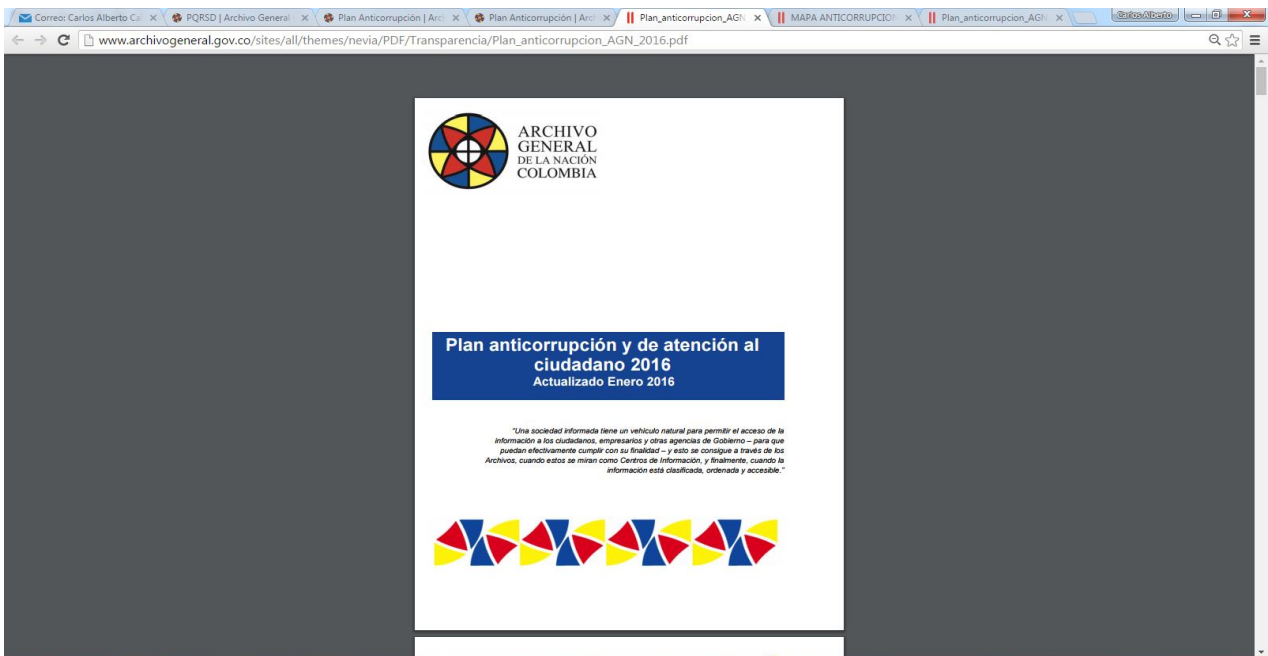 Correo: Carlos Alberto Ca
PQRSD | Archivo General
Plan Anticorrupción | Arc
Plan Anticorrupción | Arc
Plan_anticorrupcion_AGN
MAPA ANTICORRUPCION
Plan_anticorrupcion_AGN
Carlos Alberto
www.archivogeneral.gov.co/sites/all/themes/nevia/PDF/Transparencia/Plan_anticorrupcion_AGN_2016.pdf
ARCHIVO
GENERAL
DE LA NACIÓN
COLOMBIA
Plan anticorrupción y de atención al
ciudadano 2016
Actualizado Enero 2016
"Una sociedad informada tiene un vehículo natural para permitir el acceso de la
información a los ciudadanos, empresarios y otras agencias de Gobierno – para que
puedan efectivamente cumplir con su finalidad – y esto se consigue a través de los
Archivos, cuando estos se miran como Centros de Información, y finalmente, cuando la
información está clasificada, ordenada y accesible."